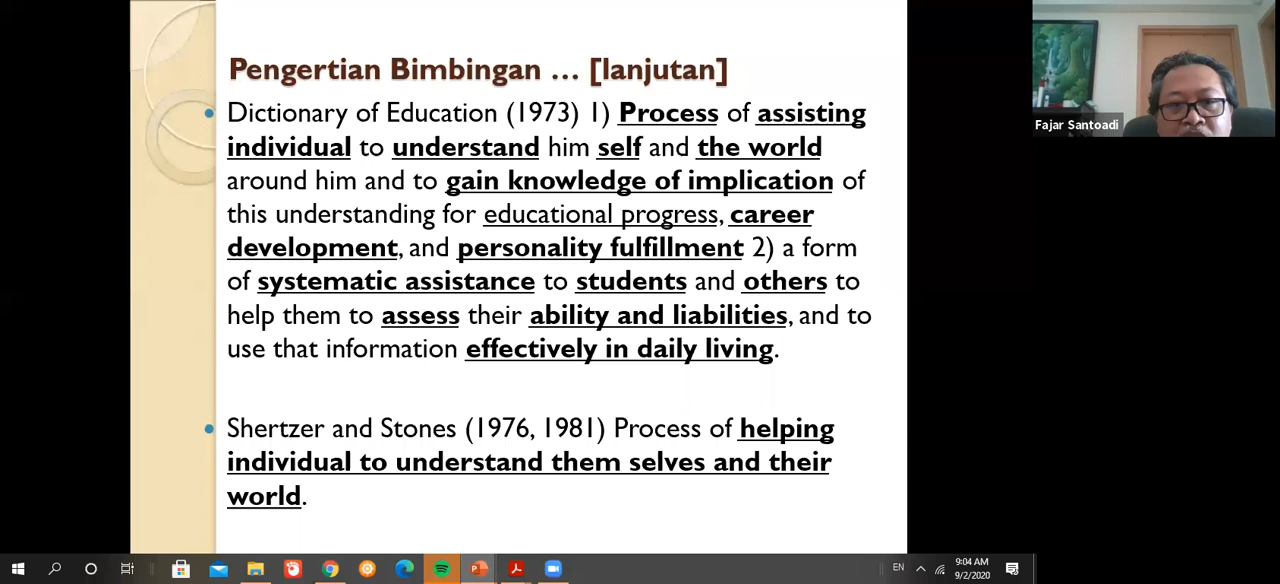 Pengertian Bimbingan … [lanjutan]
Dictionary of Education (1973) 1) Process of assisting
individual to understand him self and the world
around him and to gain knowledge of implication of
this understanding for educational progress, career
development, and personality fulfillment 2) a form
of systematic assistance to students and others to
help them to assess their ability and liabilities, and to
use that information effectively in daily living.
Shertzer and Stones (1976, 1981) Process of helping
individual to understand them selves and their
world.
Fajar Santoadi
EN
9:04 AM
9/2/2020